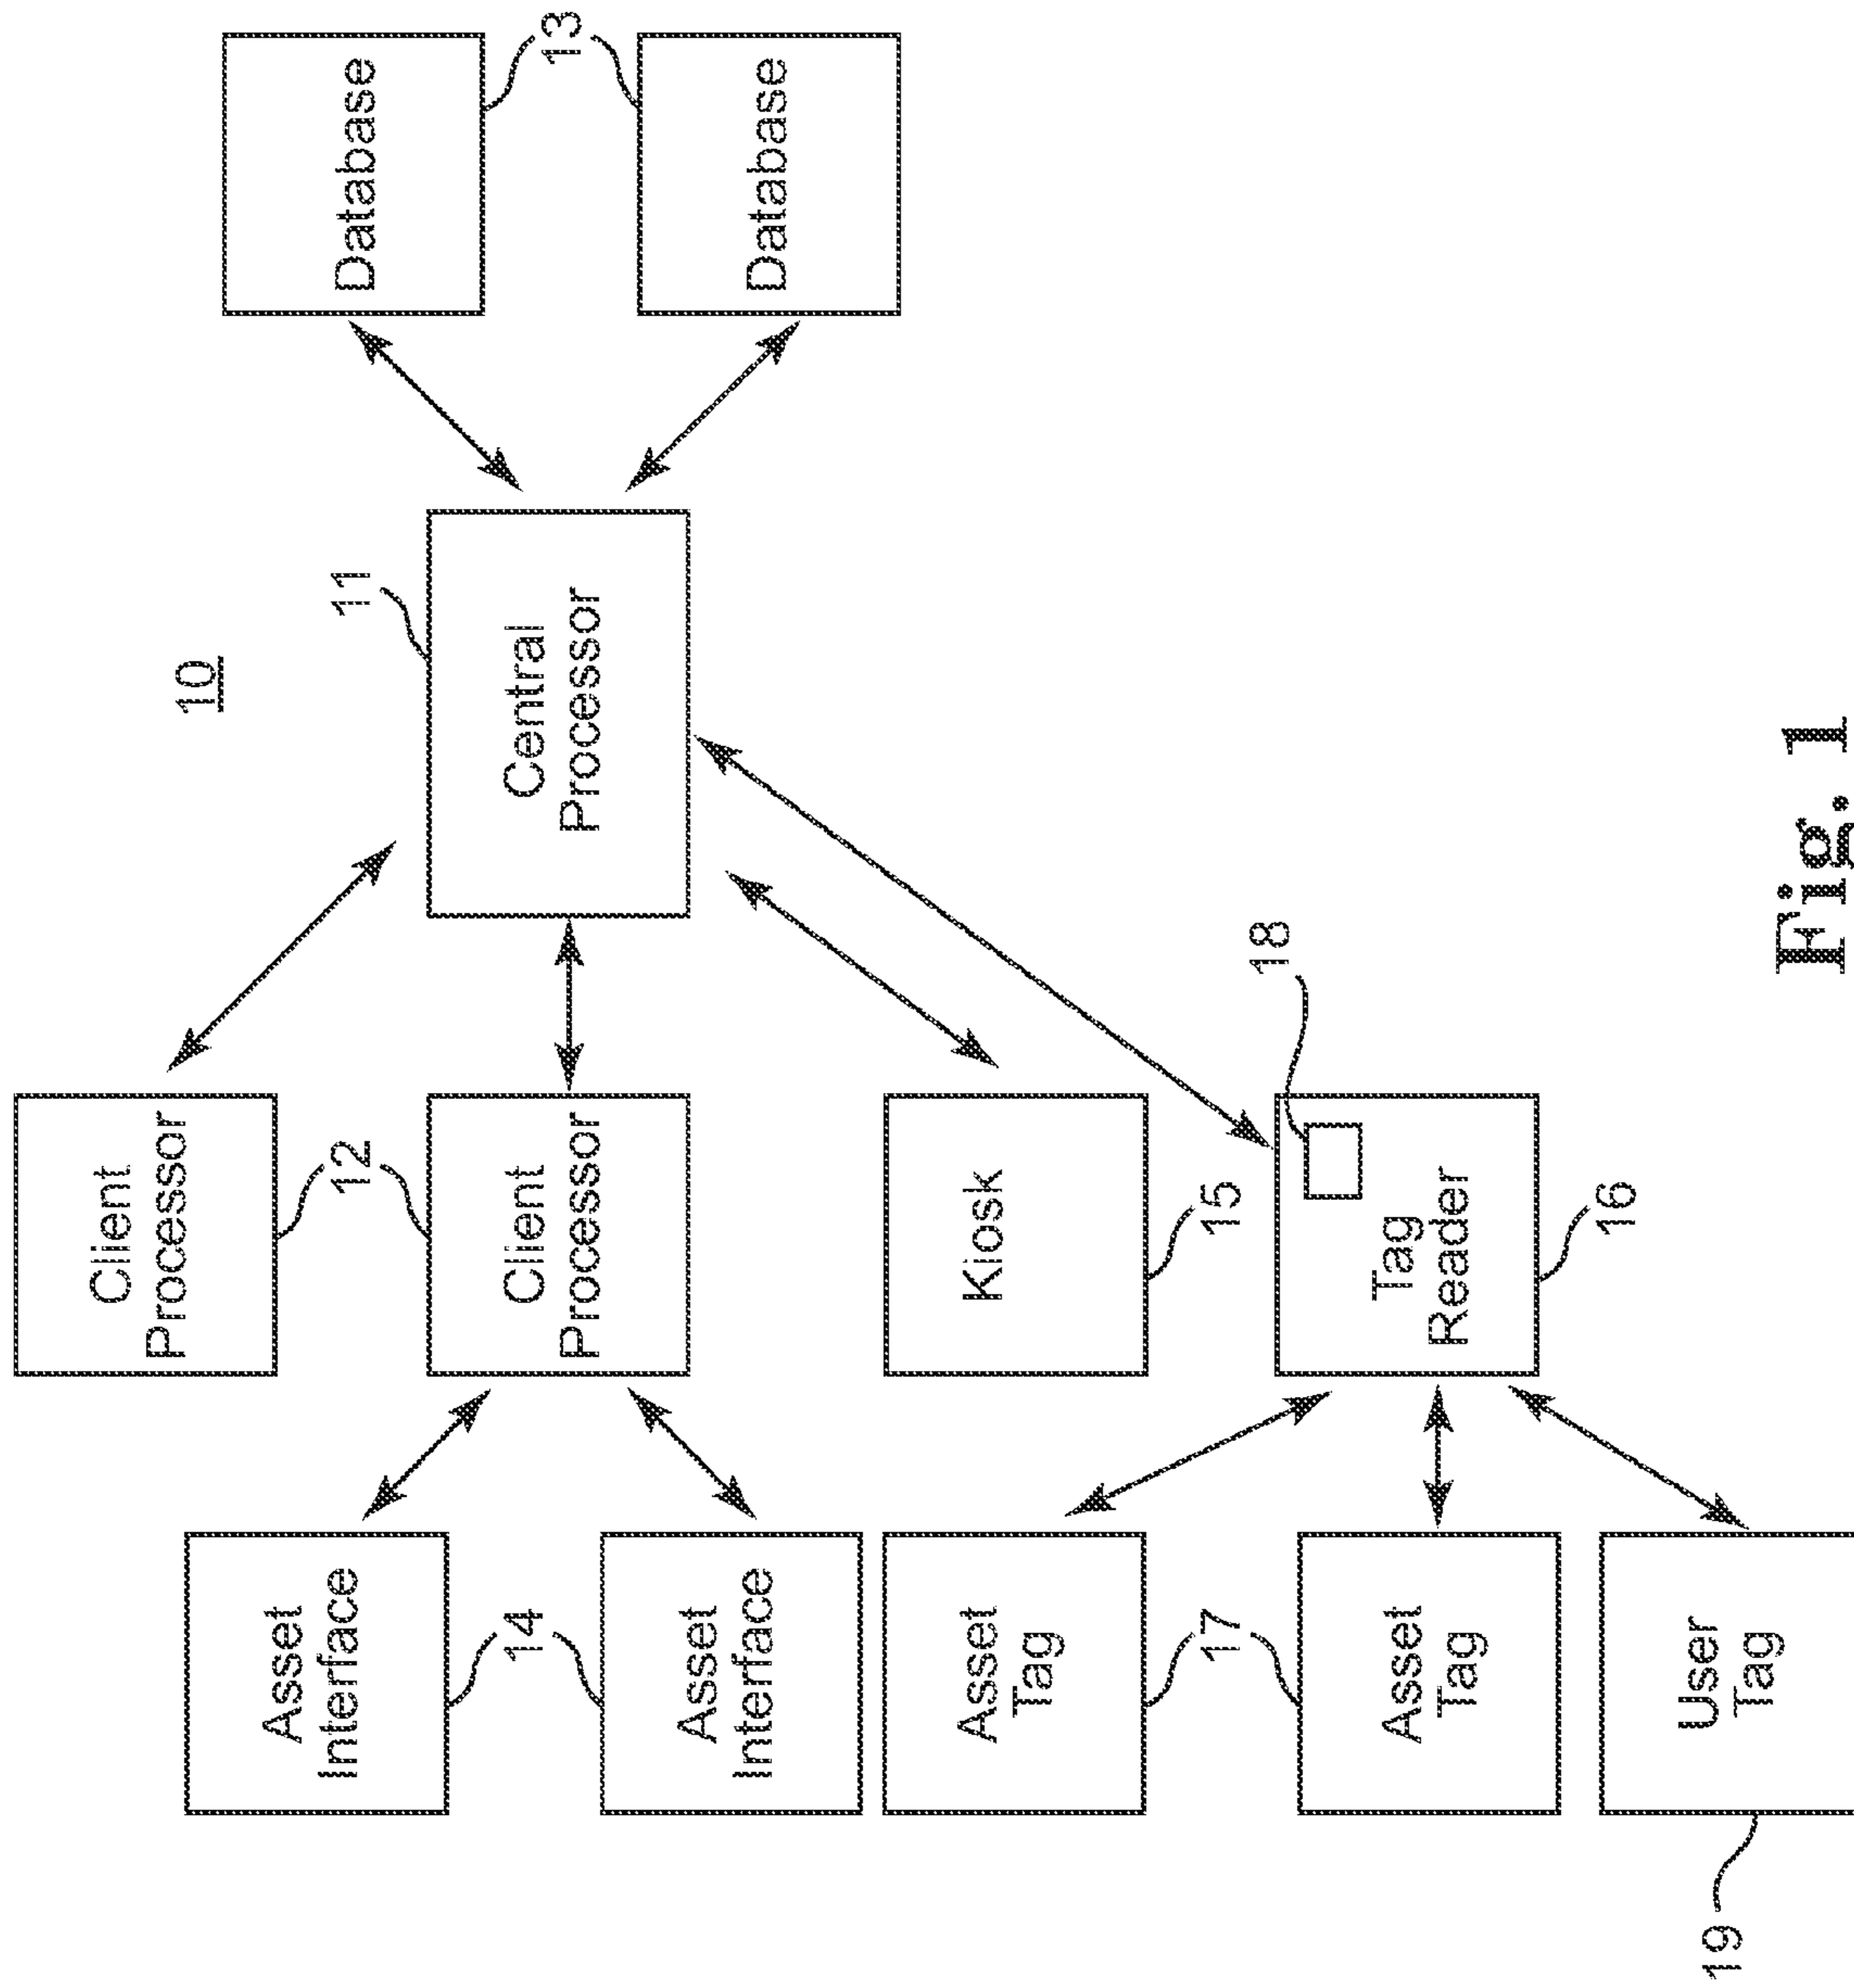 10
Database
13
Database
11
Central
Processor
Client
Processor
12
Client
Processor
Kiosk
15
18
Tag
Reader
16
Asset
Interface
14
Asset
Interface
Asset
Tag
17
Asset
Tag
User
Tag
19
Fig. 1